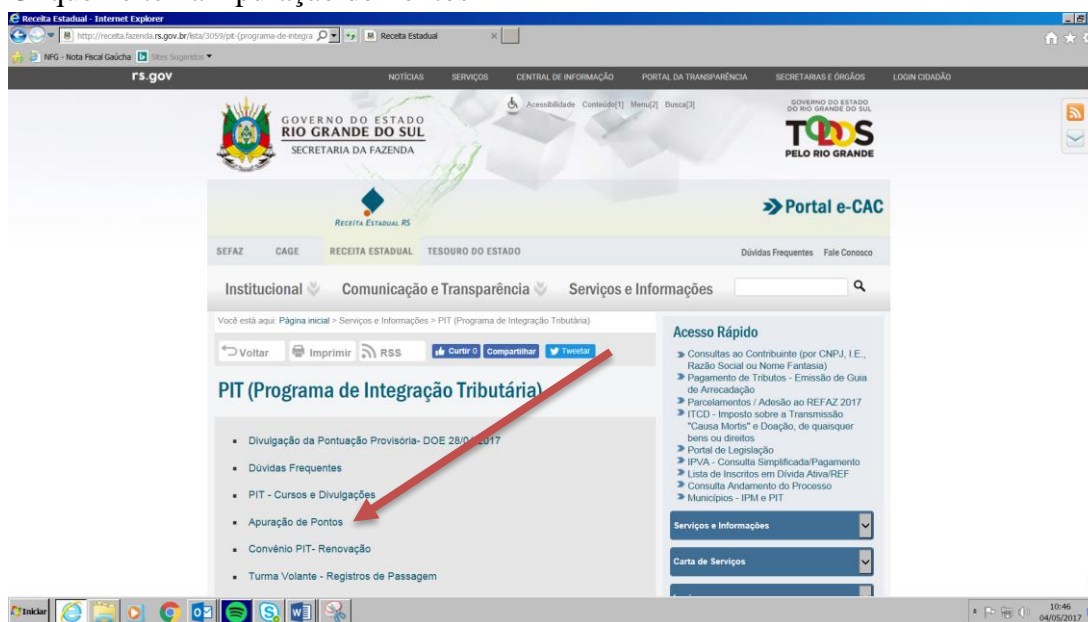 Receita Estadual - Internet Explorer
http://receita.fazenda.rs.gov.br/lista/3059/pit-(programa-de-integra
Receita Estadual
NFG - Nota Fiscal Gaúcha
Sites Sugeridos
rs.gov
NOTÍCIAS SERVIÇOS CENTRAL DE INFORMAÇÃO PORTAL DA TRANSPARÊNCIA SECRETARIAS E ÓRGÃOS LOGIN CIDADÃO
Acessibilidade Conteúdo[1] Menu[2] Busca[3]
GOVERNO DO ESTADO
RIO GRANDE DO SUL
SECRETARIA DA FAZENDA
GOVERNO DO ESTADO
DO RIO GRANDE DO SUL
TODOS
PELO RIO GRANDE
RECEITA ESTADUAL RS
Portal e-CAC
SEFAZ CAGE RECEITA ESTADUAL TESOURO DO ESTADO
Dúvidas Frequentes Fale Conosco
Institucional Comunicação e Transparência Serviços e Informações
Você está aqui: Página inicial > Serviços e Informações > PIT (Programa de Integração Tributária)
Voltar Imprimir RSS Curtir 0 Compartilhar Tweetar
PIT (Programa de Integração Tributária)
Divulgação da Pontuação Provisória- DOE 28/04/2017
Dúvidas Frequentes
PIT - Cursos e Divulgações
Apuração de Pontos
Convênio PIT- Renovação
Turma Volante - Registros de Passagem
Acesso Rápido
Consultas ao Contribuinte (por CNPJ, I.E.,
Razão Social ou Nome Fantasia)
Pagamento de Tributos - Emissão de Guia
de Arrecadação
Parcelamentos / Adesão ao REFAZ 2017
ITCD - Imposto sobre a Transmissão
"Causa Mortis" e Doação, de quaisquer
bens ou direitos
Portal de Legislação
IPVA - Consulta Simplificada/Pagamento
Lista de Inscritos em Dívida Ativa/REF
Consulta Andamento do Processo
Municípios - IPM e PIT
Serviços e Informações
Carta de Serviços
Iniciar
10:46
04/05/2017